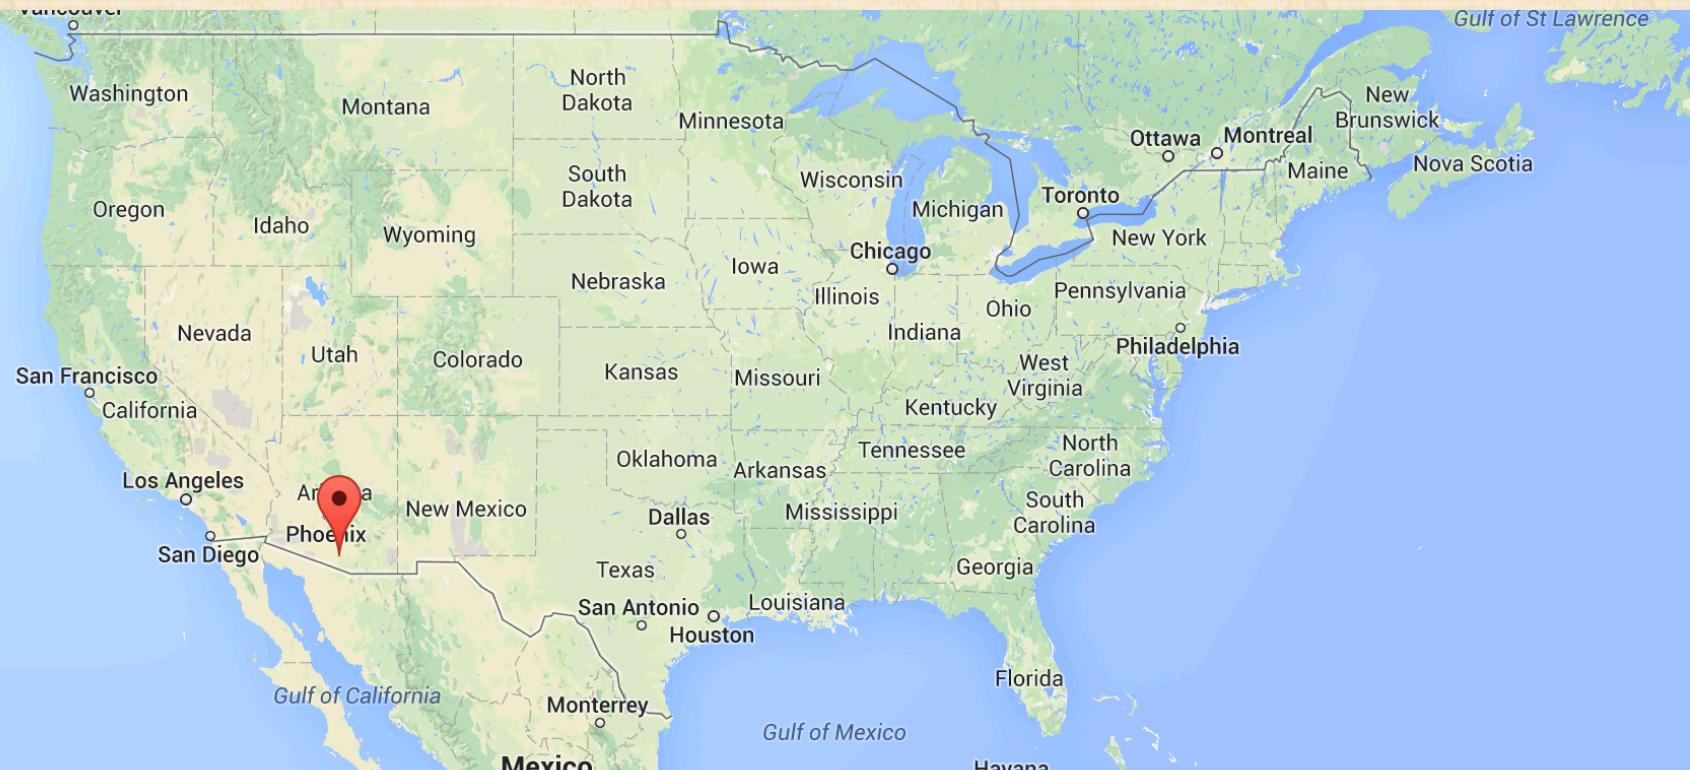 Vancouver
Gulf of St Lawrence
Washington
Montana
North
Dakota
Minnesota
New
Brunswick
Ottawa
Montreal
Nova Scotia
Maine
South
Dakota
Wisconsin
Michigan
Toronto
Oregon
Idaho
Wyoming
New York
Chicago
Iowa
Nebraska
Illinois
Ohio
Pennsylvania
Nevada
Utah
Colorado
Indiana
Philadelphia
San Francisco
California
Kansas
Missouri
West
Virginia
Kentucky
Oklahoma
Arkansas
Tennessee
North
Carolina
Los Angeles
Arizona
New Mexico
Dallas
Mississippi
South
Carolina
Phoenix
San Diego
Texas
Georgia
San Antonio
Houston
Louisiana
Florida
Gulf of California
Monterrey
Gulf of Mexico
Mexico
Havana